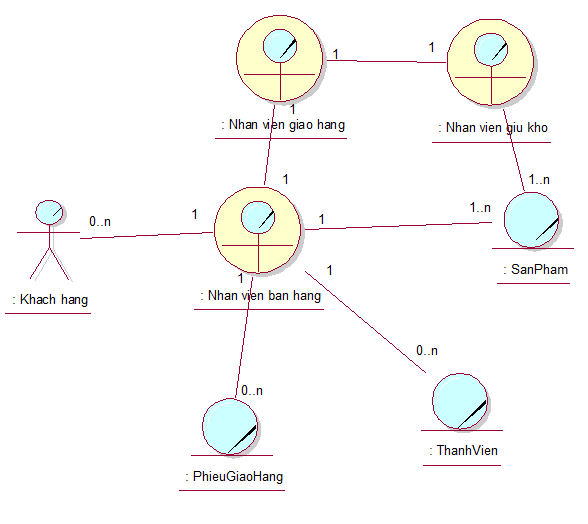 1
1
1
: Nhan vien giao hang
: Nhan vien giu kho
1
1..n
0..n
1
1
1..n
: SanPham
: Khach hang
1
: Nhan vien ban hang
1
0..n
0..n
: ThanhVien
: PhieuGiaoHang